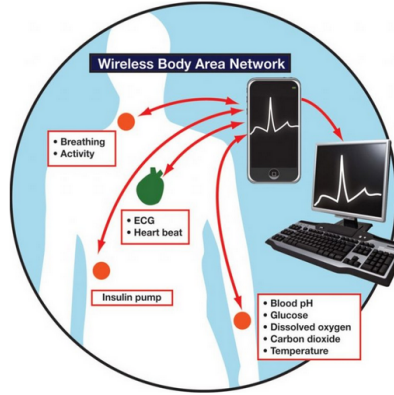 Wireless Body Area Network
• Breathing
• Activity
• ECG
• Heart beat
Insulin pump
• Blood pH
• Glucose
• Dissolved oxygen
• Carbon dioxide
• Temperature